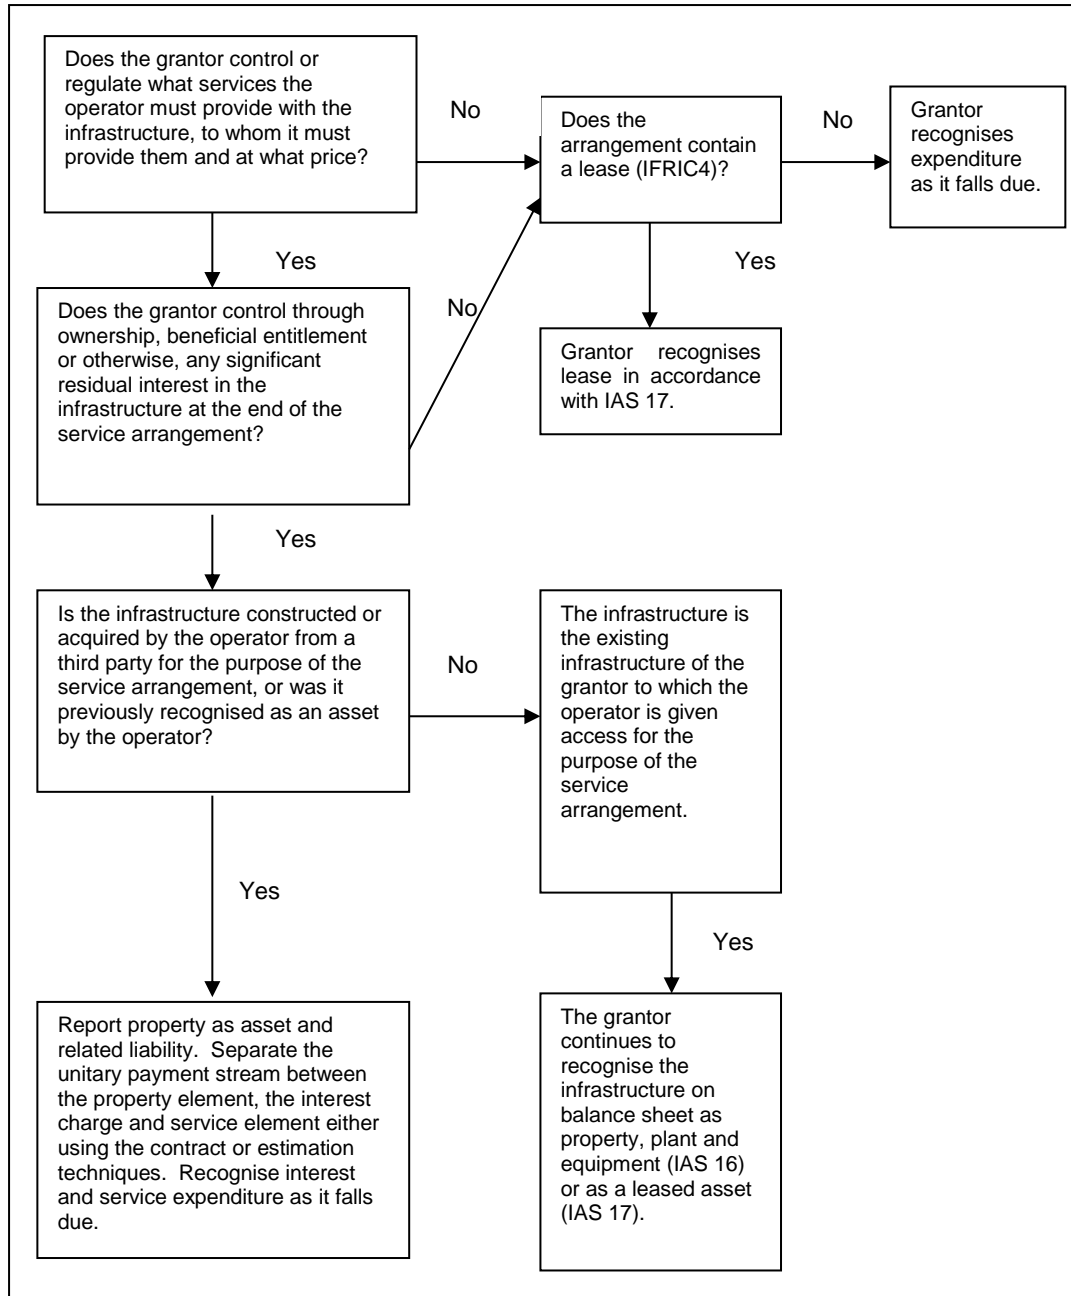 Does the grantor control or
regulate what services the
operator must provide with the
infrastructure, to whom it must
provide them and at what price?
No
Does the
arrangement contain
a lease (IFRIC4)?
No
Grantor
recognises
expenditure
as it falls due.
Yes
Yes
Does the grantor control through
ownership, beneficial entitlement
or otherwise, any significant
residual interest in the
infrastructure at the end of the
service arrangement?
No
Grantor recognises
lease in accordance
with IAS 17.
Yes
Is the infrastructure constructed or
acquired by the operator from a
third party for the purpose of the
service arrangement, or was it
previously recognised as an asset
by the operator?
No
The infrastructure is
the existing
infrastructure of the
grantor to which the
operator is given
access for the
purpose of the
service
arrangement.
Yes
Yes
Report property as asset and
related liability.  Separate the
unitary payment stream between
the property element, the interest
charge and service element either
using the contract or estimation
techniques.  Recognise interest
and service expenditure as it falls
due.
The grantor
continues to
recognise the
infrastructure on
balance sheet as
property, plant and
equipment (IAS 16)
or as a leased asset
(IAS 17).